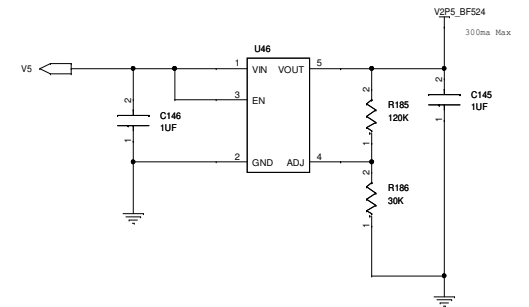 V2P5_BF524
300ma Max
U46
V5
1 VIN VOUT 5
3 EN
2 GND ADJ 4
2
C146
1UF
1
2
R185
120K
1
2
R186
30K
1
2
C145
1UF
1